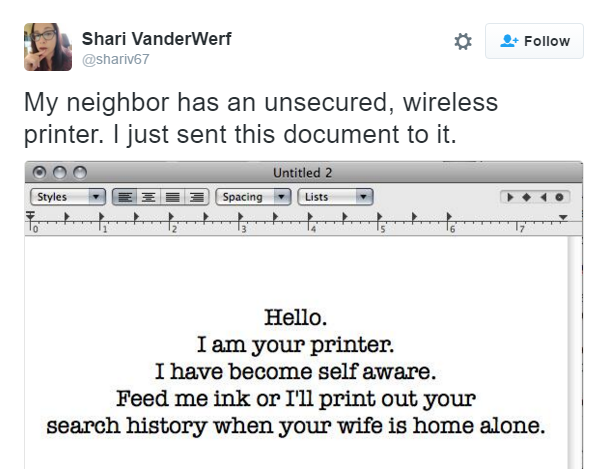 Shari VanderWerf
@shariv67
Follow
My neighbor has an unsecured, wireless
printer. I just sent this document to it.
Untitled 2
Styles
Spacing
Lists
0 1 2 3 4 5 6 7
Hello.
I am your printer.
I have become self aware.
Feed me ink or I'll print out your
search history when your wife is home alone.